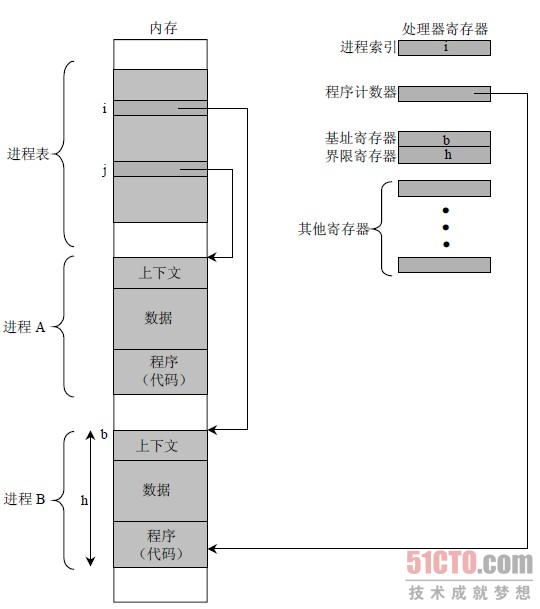 内存
处理器寄存器
进程索引
i
程序计数器
i
基址寄存器
b
界限寄存器
h
进程表
j
其他寄存器
进程A
上下文
数据
程序
（代码）
b
进程B
h
上下文
数据
程序
（代码）
51CTO.com
技术成就梦想